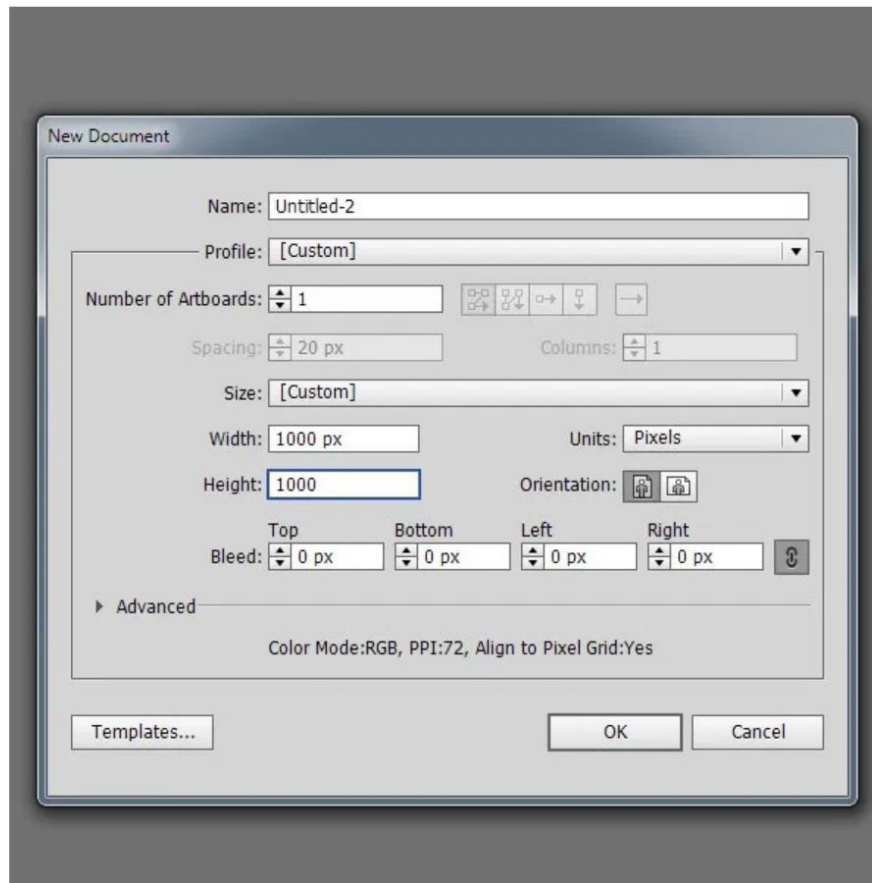 New Document
Name: Untitled-2
Profile: [Custom]
Number of Artboards: 1
Spacing: 20 px Columns: 1
Size: [Custom]
Width: 1000 px Units: Pixels
Height: 1000 Orientation:
Top Bottom Left Right
Bleed: 0 px 0 px 0 px 0 px
Advanced
Color Mode:RGB, PPI:72, Align to Pixel Grid:Yes
Templates... OK Cancel